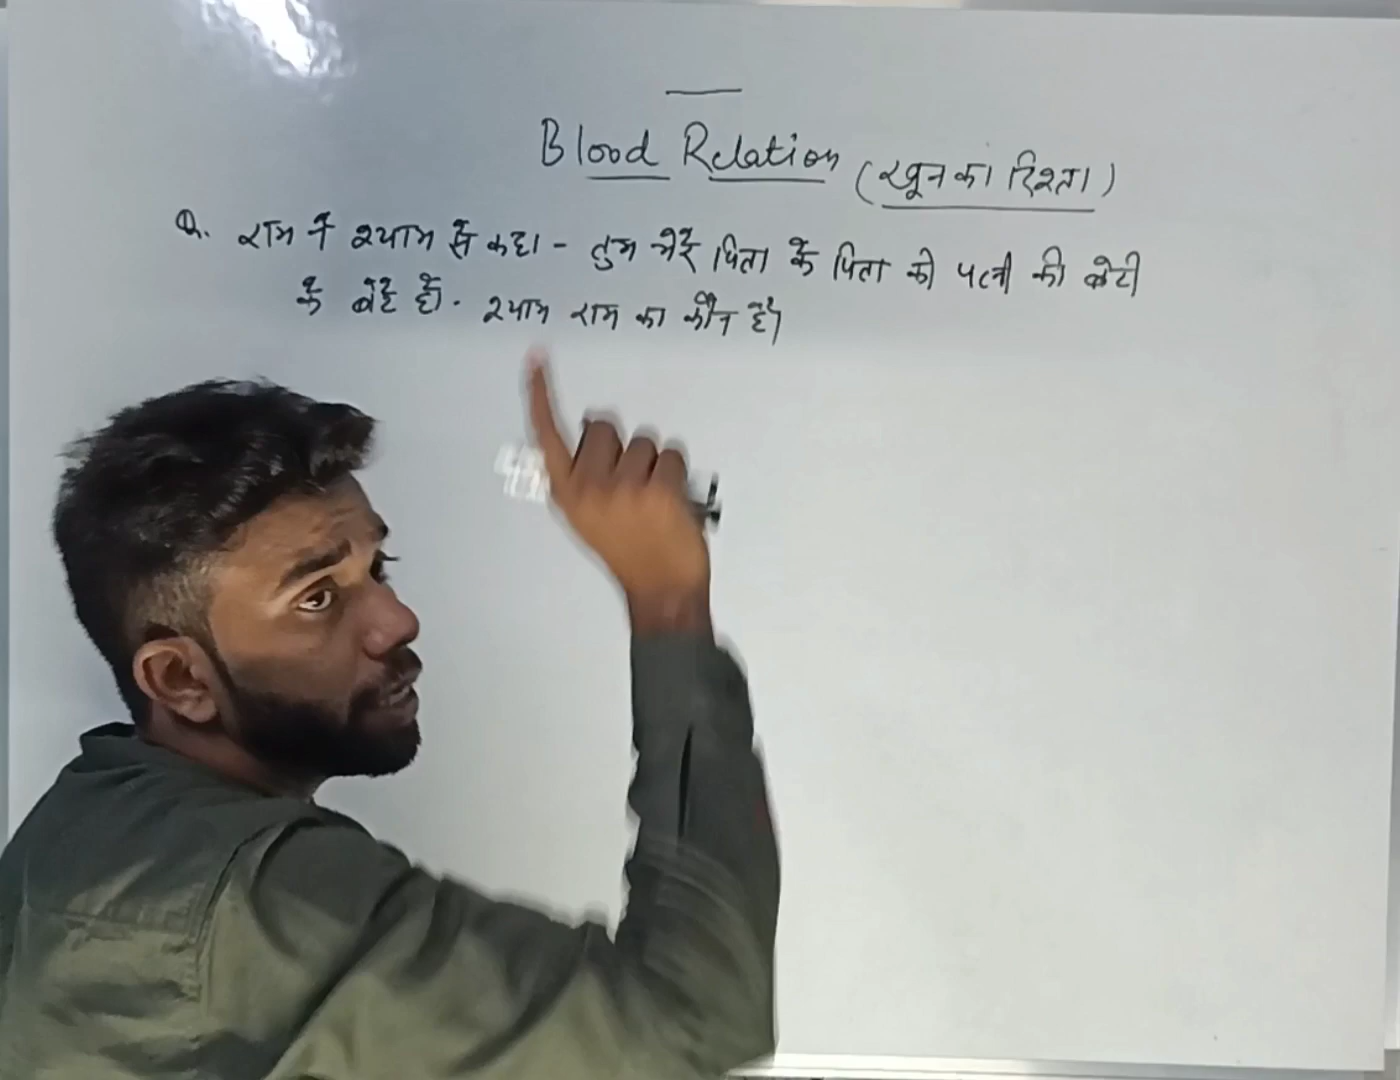 Blood Relation (खून का रिश्ता)
Q. राम ने श्याम से कहा - तुम मेरे पिता के पिता की पत्नी की बेटी
के बेटे हो. श्याम राम का कौन है?